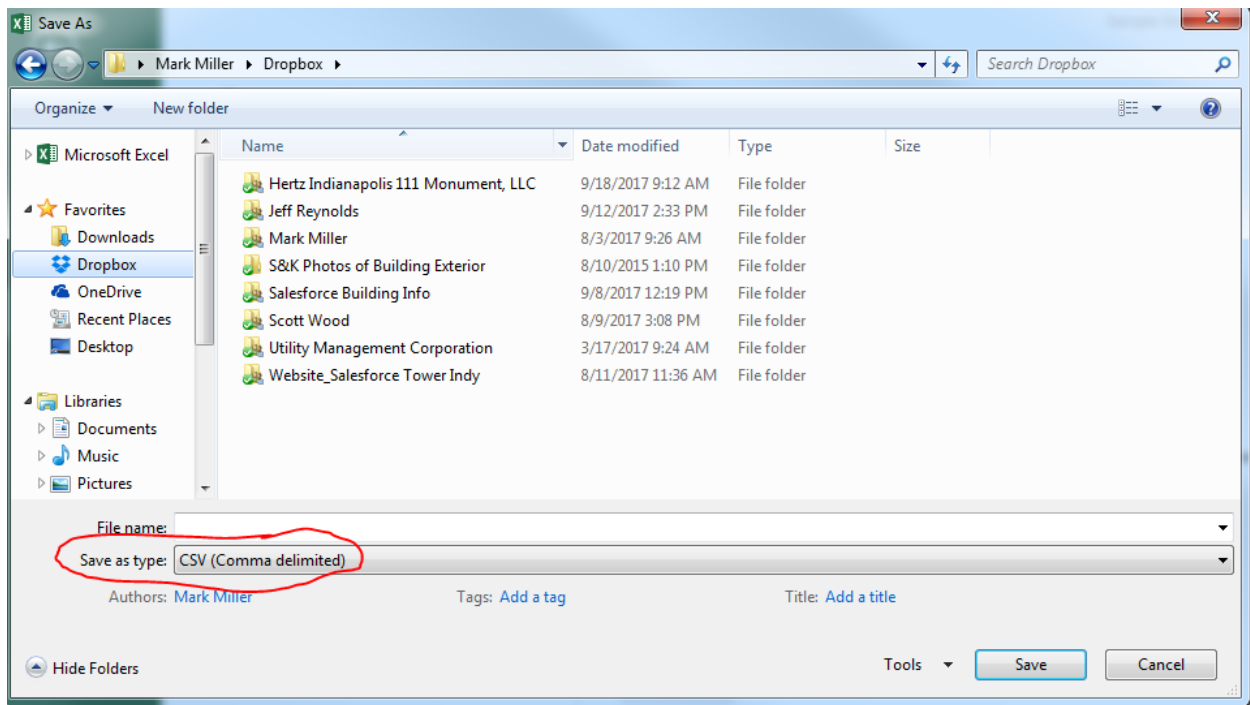 Save As
Mark Miller Dropbox
Search Dropbox
Organize New folder
Microsoft Excel
Favorites
Downloads
Dropbox
OneDrive
Recent Places
Desktop
Libraries
Documents
Music
Pictures
Name Date modified Type Size
Hertz Indianapolis 111 Monument, LLC 9/18/2017 9:12 AM File folder
Jeff Reynolds 9/12/2017 2:33 PM File folder
Mark Miller 8/3/2017 9:26 AM File folder
S&K Photos of Building Exterior 8/10/2015 1:10 PM File folder
Salesforce Building Info 9/8/2017 12:19 PM File folder
Scott Wood 8/9/2017 3:08 PM File folder
Utility Management Corporation 3/17/2017 9:24 AM File folder
Website_Salesforce Tower Indy 8/11/2017 11:36 AM File folder
File name:
Save as type: CSV (Comma delimited)
Authors: Mark Miller Tags: Add a tag Title: Add a title
Hide Folders Tools Save Cancel